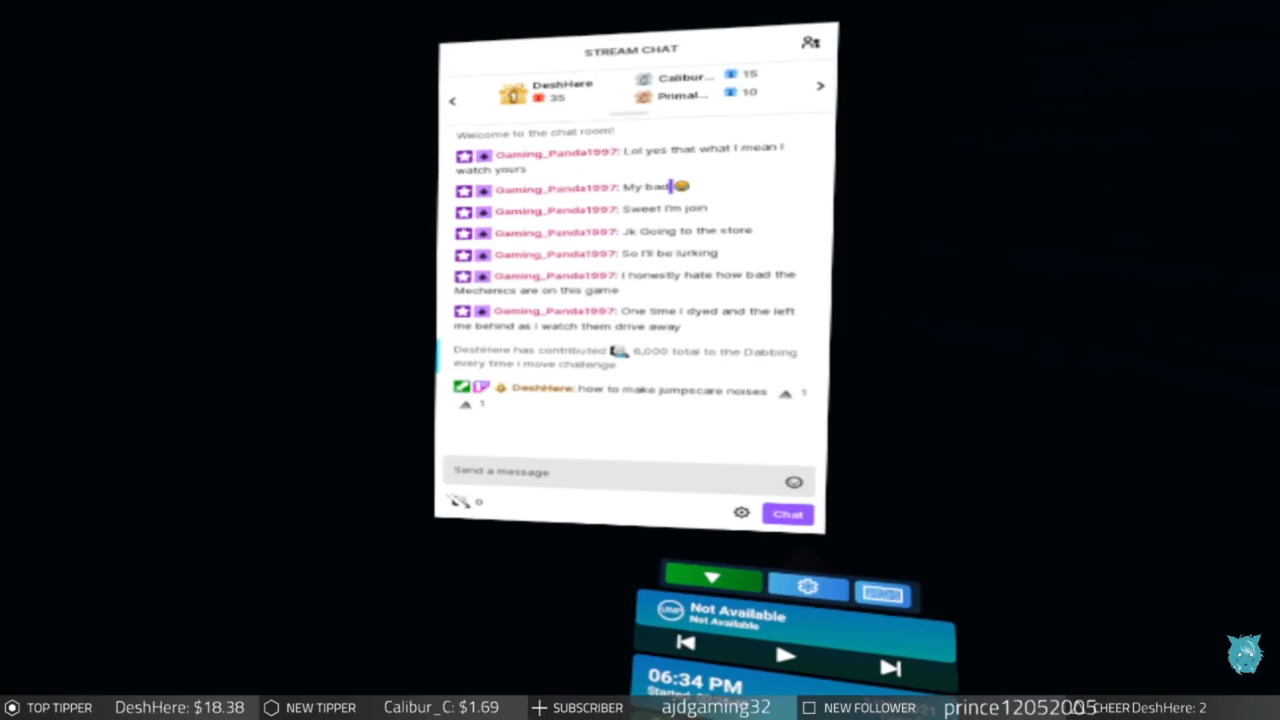 STREAM CHAT
DeshHere
35
Calibur... 15
Primal... 10
Welcome to the chat room!
Gaming_Panda1997: Lol yes that what I mean I
watch yours
Gaming_Panda1997: My bad
Gaming_Panda1997: Sweet I'm join
Gaming_Panda1997: Jk Going to the store
Gaming_Panda1997: So I'll be lurking
Gaming_Panda1997: I honestly hate how bad the
Mechanics are on this game
Gaming_Panda1997: One time I dyed and the left
me behind as I watch them drive away
DeshHere has contributed 6,000 total to the Dabbing
every time i move challenge
DeshHere: how to make jumpscare noises 1
1
Send a message
0
Chat
Not Available
Not Available
06:34 PM
Started:
TOP TIPPER DeshHere: $18.38 NEW TIPPER Calibur_C: $1.69 SUBSCRIBER ajdgaming32 NEW FOLLOWER prince12052005 CHEER DeshHere: 2